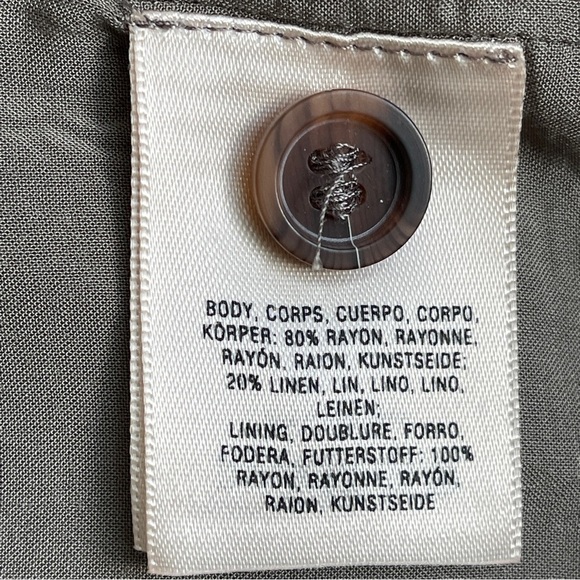 BODY, CORPS, CUERPO, CORPO,
KÖRPER: 80% RAYON, RAYONNE,
RAYÓN, RAION, KUNSTSEIDE;
20% LINEN, LIN, LINO, LINO,
LEINEN;
LINING, DOUBLURE, FORRO,
FODERA, FUTTERSTOFF: 100%
RAYON, RAYONNE, RAYÓN,
RAION, KUNSTSEIDE